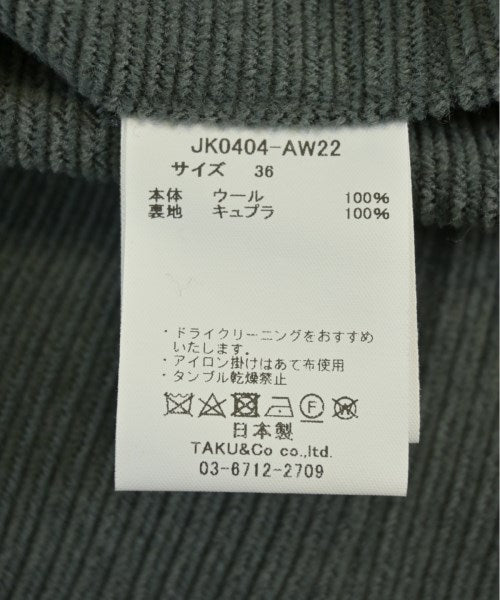 JK0404-AW22
サイズ 36
本体 ウール 100%
裏地 キュプラ 100%
・ドライクリーニングをおすすめ
いたします。
・アイロン掛けはあて布使用
・タンブル乾燥禁止
F W
日本製
TAKU&Co co.,ltd.
03-6712-2709